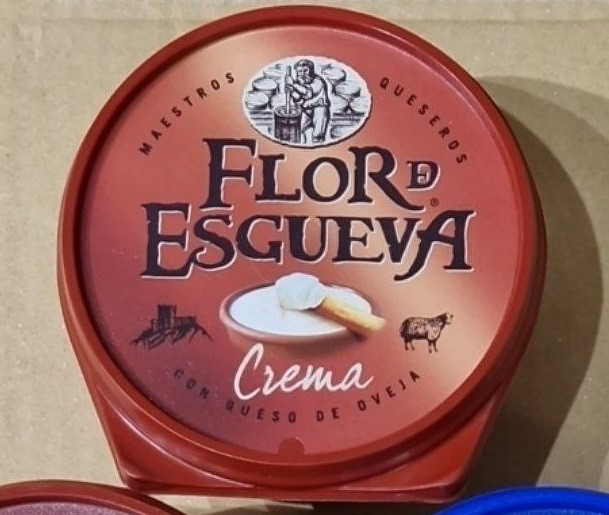 MAESTROS QUESEROS
FLOR D
ESGUEVA®
Crema
CON QUESO DE OVEJA